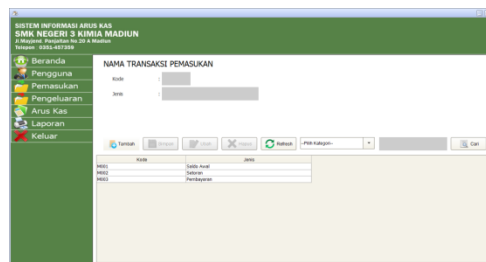 SISTEM INFORMASI ARUS KAS
SMK NEGERI 3 KIMIA MADIUN
Jl Mayjend Panjaitan No 20 A Madiun
Telepon : 0351-457359
Beranda
Pengguna
Pemasukan
Pengeluaran
Arus Kas
Laporan
Keluar
NAMA TRANSAKSI PEMASUKAN
Kode :
Jenis :
Tambah Simpan Ubah Hapus Refresh --Pilih Kategori-- Cari
Kode Jenis
M001 Saldo Awal
M002 Setoran
M003 Pembayaran